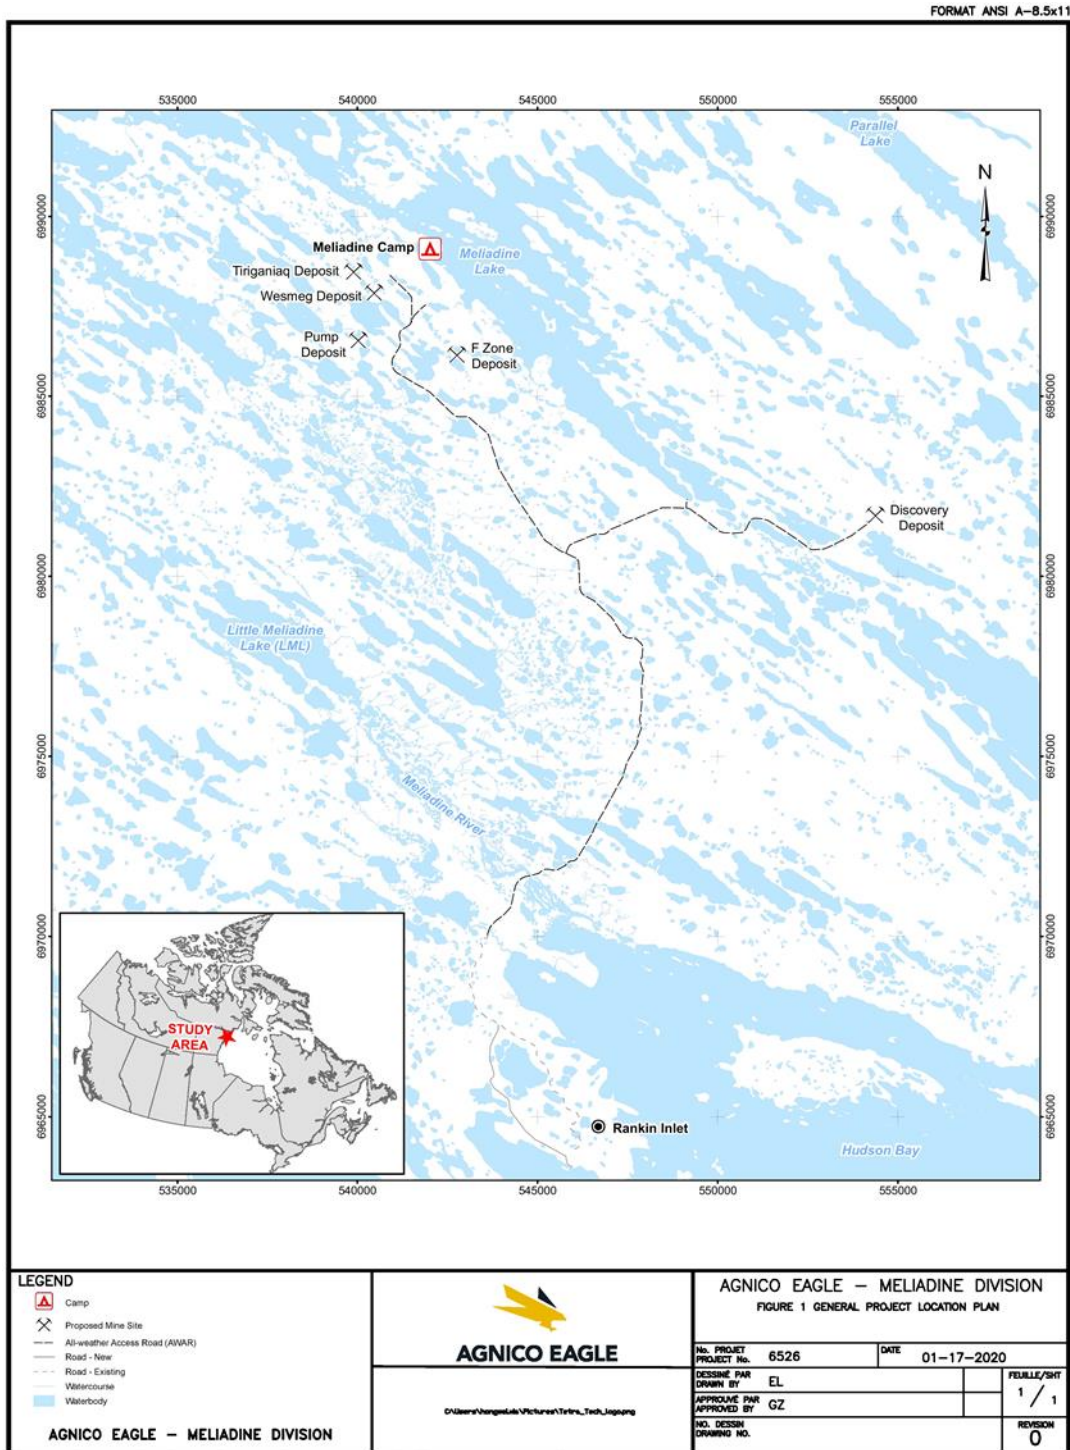 FORMAT ANSI A-8.5x11
535000 540000 545000 550000 555000
Parallel
Lake
N
6990000
6990000
Meliadine Camp
Meliadine
Lake
Tiriganiaq Deposit
Wesmeg Deposit
Pump
Deposit
F Zone
Deposit
6985000
6985000
Discovery
Deposit
6980000
6980000
Little Meliadine
Lake (LML)
6975000
6975000
Meliadine River
6970000
6970000
STUDY
AREA
6965000
6965000
Rankin Inlet
Hudson Bay
535000 540000 545000 550000 555000
LEGEND
Camp
Proposed Mine Site
All-weather Access Road (AWAR)
Road - New
Road - Existing
Watercourse
Waterbody
AGNICO EAGLE - MELIADINE DIVISION
AGNICO EAGLE
AGNICO EAGLE - MELIADINE DIVISION
FIGURE 1 GENERAL PROJECT LOCATION PLAN
No. PROJET
PROJECT No. 6526
DATE 01-17-2020
DESSINÉ PAR
DRAWN BY EL
FEUILLE/SHT
1 / 1
APPROUVÉ PAR
APPROVED BY GZ
NO. DESSIN
DRAWING NO.
REVISION
0